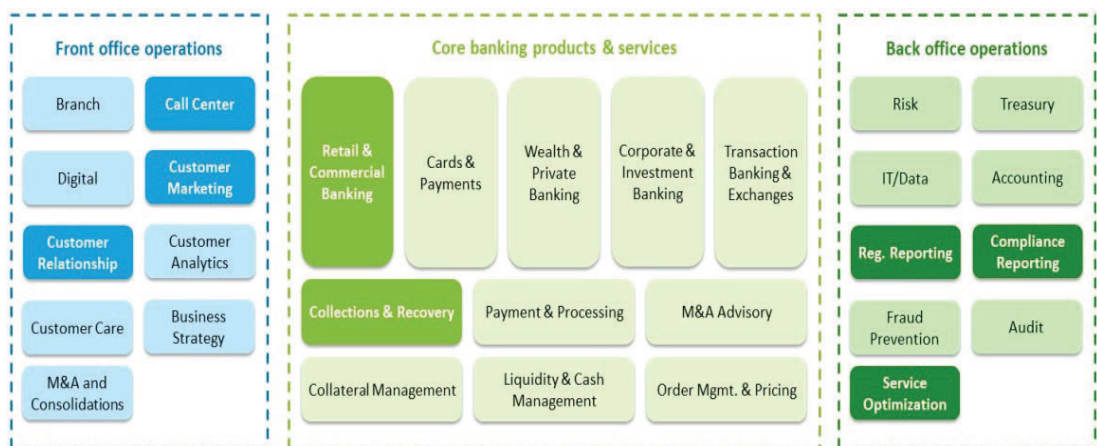 Front office operations
Branch
Call Center
Digital
Customer
Marketing
Customer
Relationship
Customer
Analytics
Customer Care
Business
Strategy
M&A and
Consolidations
Core banking products & services
Retail &
Commercial
Banking
Cards &
Payments
Wealth &
Private
Banking
Corporate &
Investment
Banking
Transaction
Banking &
Exchanges
Collections & Recovery
Payment & Processing
M&A Advisory
Collateral Management
Liquidity & Cash
Management
Order Mgmt. & Pricing
Back office operations
Risk
Treasury
IT/Data
Accounting
Reg. Reporting
Compliance
Reporting
Fraud
Prevention
Audit
Service
Optimization